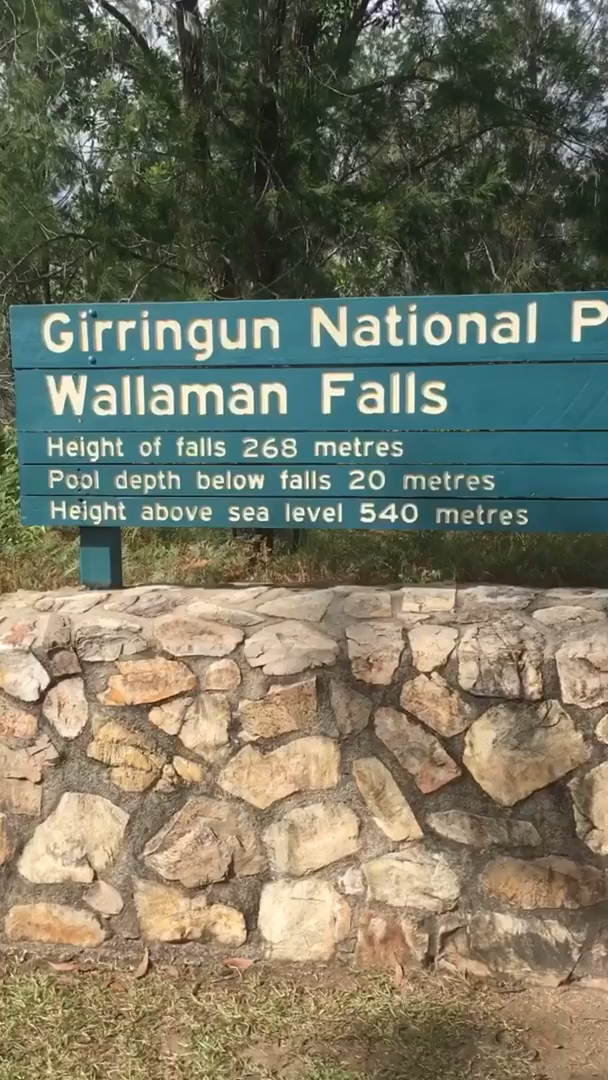 Girringun National P
Wallaman Falls
Height of falls 268 metres
Pool depth below falls 20 metres
Height above sea level 540 metres